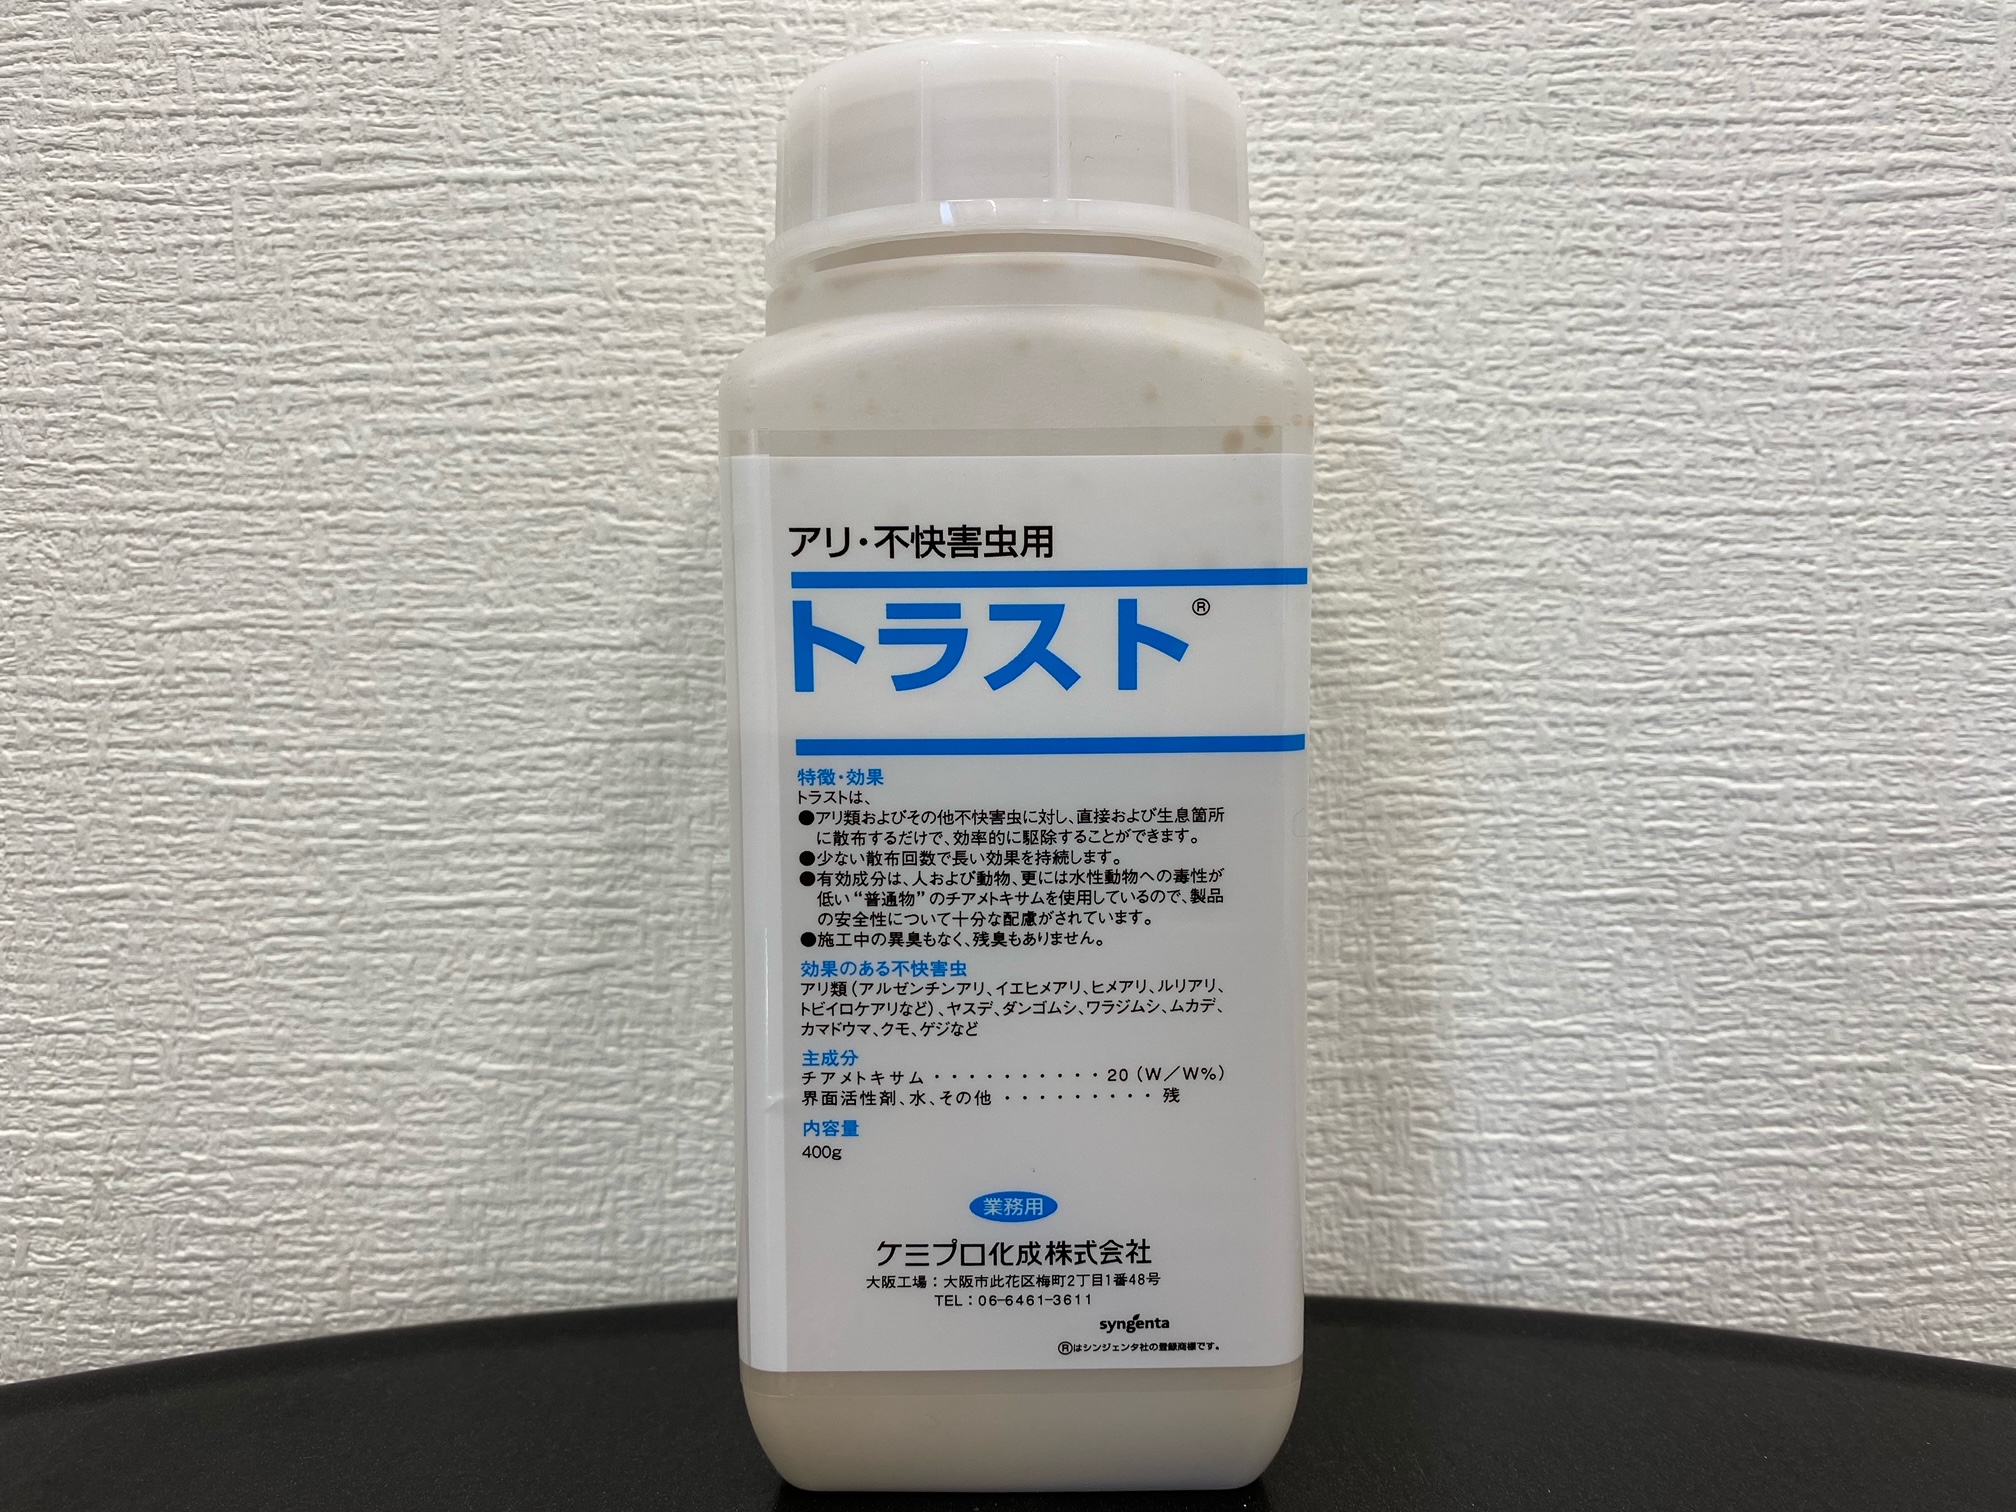 アリ・不快害虫用
トラスト®
特徴・効果
トラストは、
●アリ類およびその他不快害虫に対し、直接および生息箇所
に散布するだけで、効率的に駆除することができます。
●少ない散布回数で長い効果を持続します。
●有効成分は、人および動物、更には水性動物への毒性が
低い“普通物”のチアメトキサムを使用しているので、製品
の安全性について十分な配慮がされています。
●施工中の異臭もなく、残臭もありません。
効果のある不快害虫
アリ類(アルゼンチンアリ、イエヒメアリ、ヒメアリ、ルリアリ、
トビイロケアリなど)、ヤスデ、ダンゴムシ、ワラジムシ、ムカデ、
カマドウマ、クモ、ゲジなど
主成分
チアメトキサム・・・・・・・・・・20(W/W%)
界面活性剤、水、その他・・・・・・・・・残
内容量
400g
業務用
ケミプロ化成株式会社
大阪工場:大阪市此花区梅町2丁目1番48号
TEL:06-6461-3611
syngenta
®はシンジェンタ社の登録商標です。